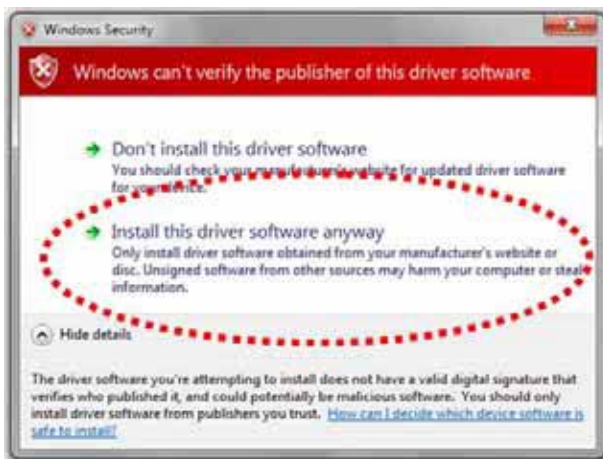 Windows Security
Windows can't verify the publisher of this driver software
Don't install this driver software
You should check your manufacturer's website for updated driver software
for your device.
Install this driver software anyway
Only install driver software obtained from your manufacturer's website or
disc. Unsigned software from other sources may harm your computer or steal
information.
Hide details
The driver software you're attempting to install does not have a valid digital signature that
verifies who published it, and could potentially be malicious software. You should only
install driver software from publishers you trust. How can I decide which device software is
safe to install?